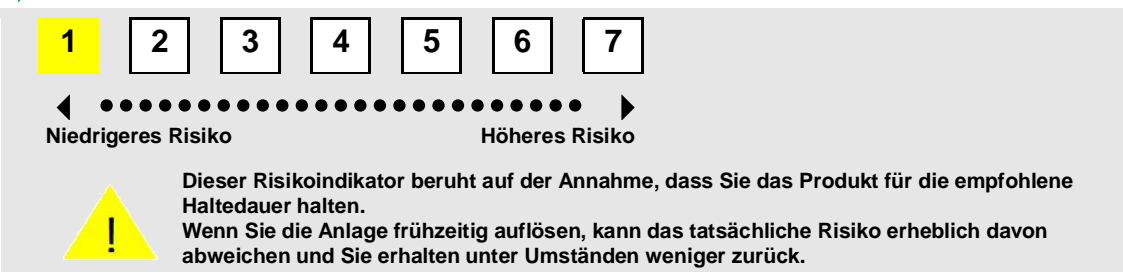 1 2 3 4 5 6 7
Niedrigeres Risiko Höheres Risiko
Dieser Risikoindikator beruht auf der Annahme, dass Sie das Produkt für die empfohlene
Haltedauer halten.
! Wenn Sie die Anlage frühzeitig auflösen, kann das tatsächliche Risiko erheblich davon
abweichen und Sie erhalten unter Umständen weniger zurück.